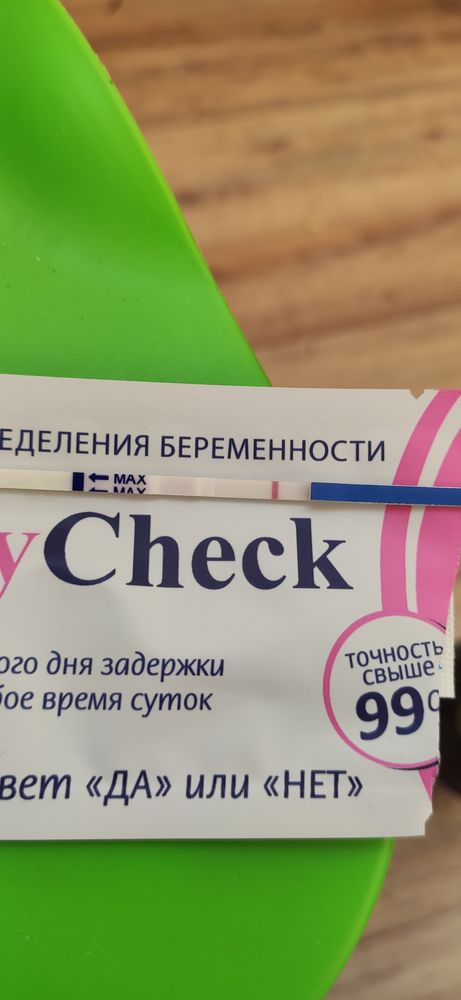 ЕДЕЛЕНИЯ БЕРЕМЕННОСТИ
MAX
MAX
yCheck
ого дня задержки
бое время суток
ТОЧНОСТЬ
СВЫШЕ
99
вет «ДА» или «НЕТ»